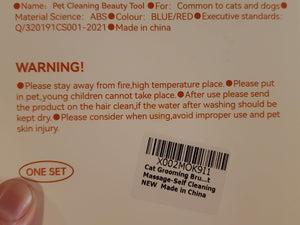 ●Name: Pet Cleaning Beauty Tool ●For: Common to cats and dogs
●Material Science: ABS ●Colour: BLUE/RED ●Executive standards:
Q/320191CS001-2021 ●Made in china
WARNING!
●Please stay away from fire,high temperature place. ●Please put
in pet,young children cannot take place. ●After use please send
the product on the hair clean,if the water after washing should be
kept dry. ●Please consider when using,avoid improper use and pet
skin injury.
ONE SET
X002MOK9I1
Cat Grooming Bru...t
Massage-Self Cleaning
NEW Made in China